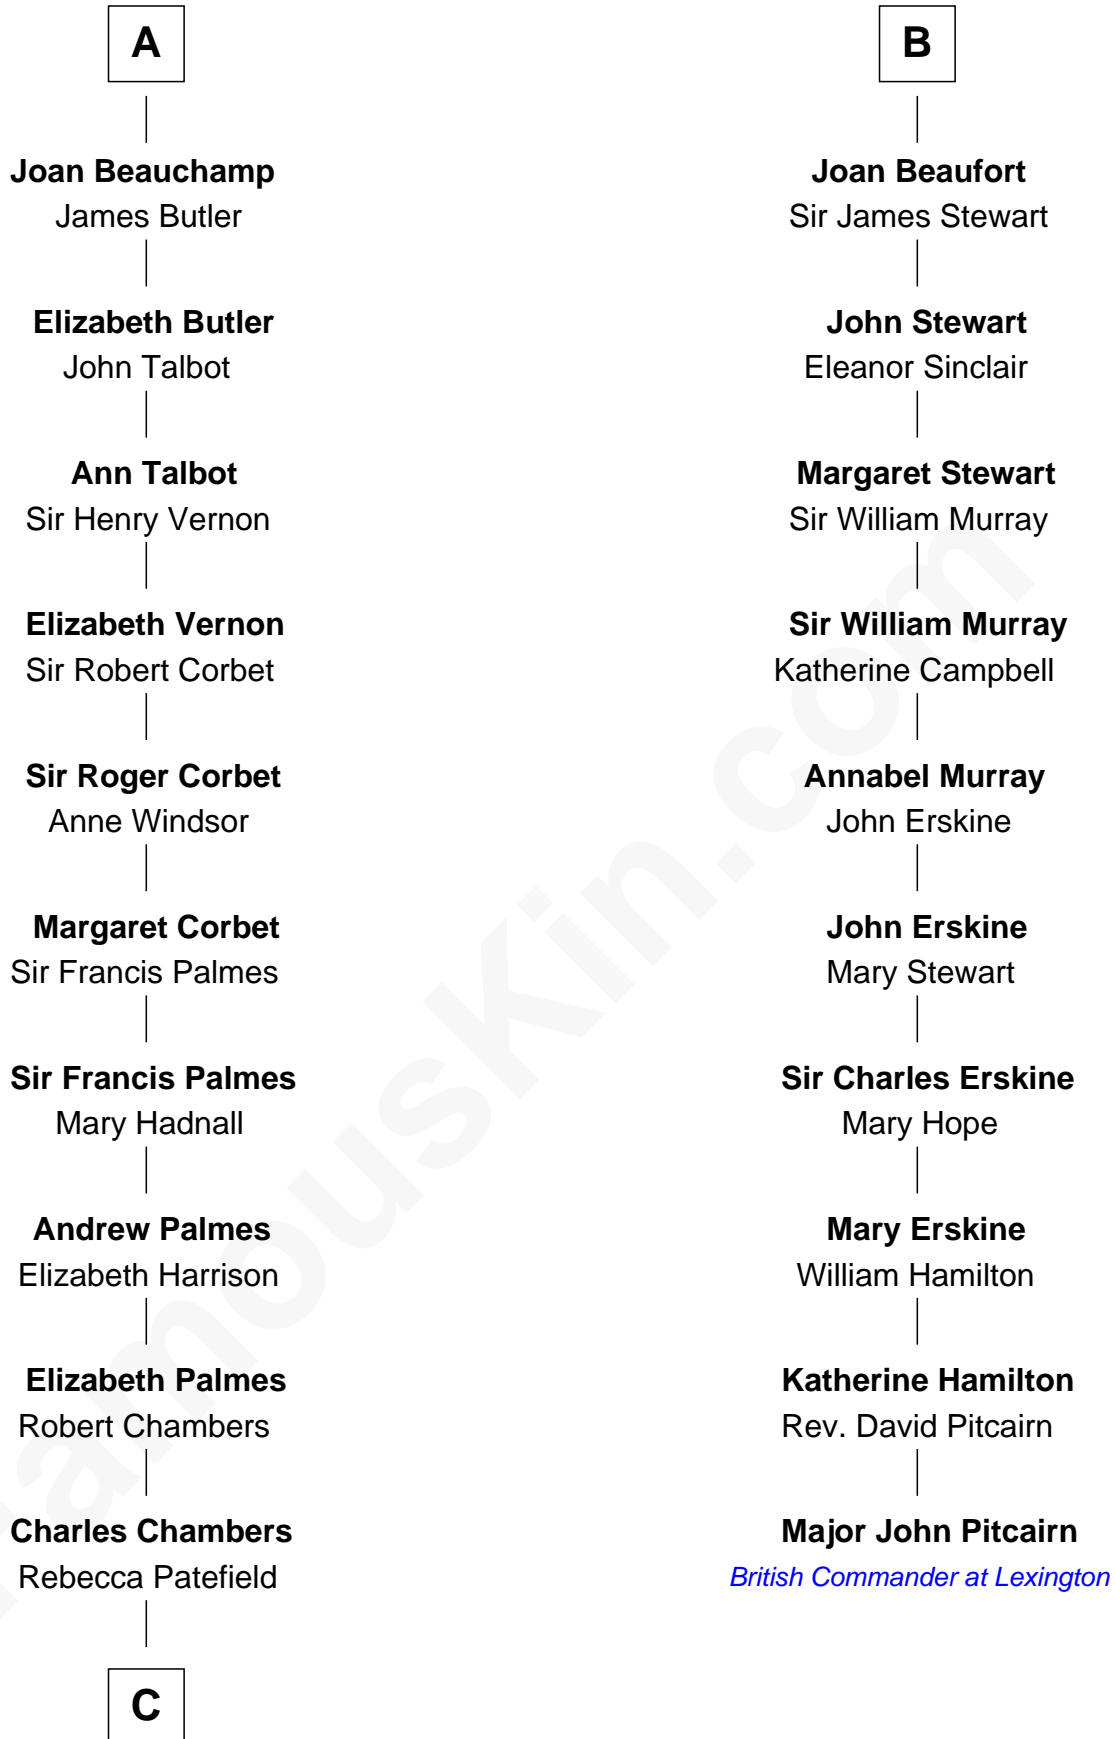 A
Joan Beauchamp
James Butler
Elizabeth Butler
John Talbot
Ann Talbot
Sir Henry Vernon
Elizabeth Vernon
Sir Robert Corbet
Sir Roger Corbet
Anne Windsor
Margaret Corbet
Sir Francis Palmes
Sir Francis Palmes
Mary Hadnall
Andrew Palmes
Elizabeth Harrison
Elizabeth Palmes
Robert Chambers
Charles Chambers
Rebecca Patefield
C
B
Joan Beaufort
Sir James Stewart
John Stewart
Eleanor Sinclair
Margaret Stewart
Sir William Murray
Sir William Murray
Katherine Campbell
Annabel Murray
John Erskine
John Erskine
Mary Stewart
Sir Charles Erskine
Mary Hope
Mary Erskine
William Hamilton
Katherine Hamilton
Rev. David Pitcairn
Major John Pitcairn
British Commander at Lexington
FamousKin.com